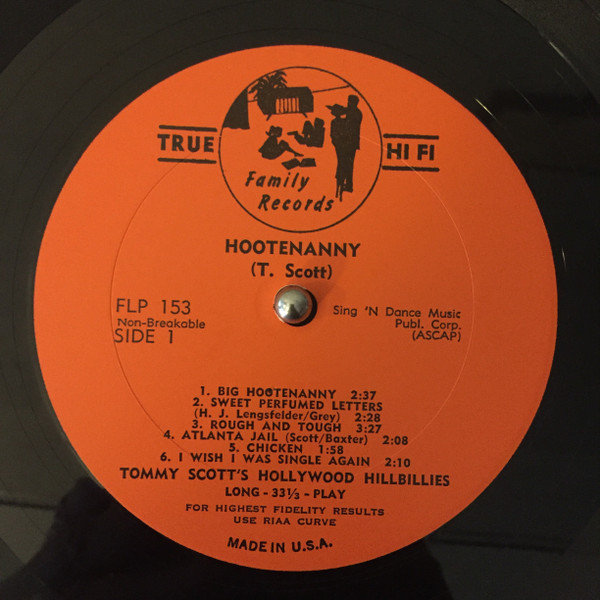 TRUE HI FI
Family
Records
HOOTENANNY
(T. Scott)
FLP 153
Non-Breakable
SIDE 1
Sing 'N Dance Music
Publ. Corp.
(ASCAP)
1. BIG HOOTENANNY 2:37
2. SWEET PERFUMED LETTERS
(H. J. Lengsfelder/Grey) 2:28
3. ROUGH AND TOUGH 3:27
4. ATLANTA JAIL (Scott/Baxter) 2:08
5. CHICKEN 1:58
6. I WISH I WAS SINGLE AGAIN 2:10
TOMMY SCOTT'S HOLLYWOOD HILLBILLIES
LONG - 33⅓ - PLAY
FOR HIGHEST FIDELITY RESULTS
USE RIAA CURVE
MADE IN U.S.A.